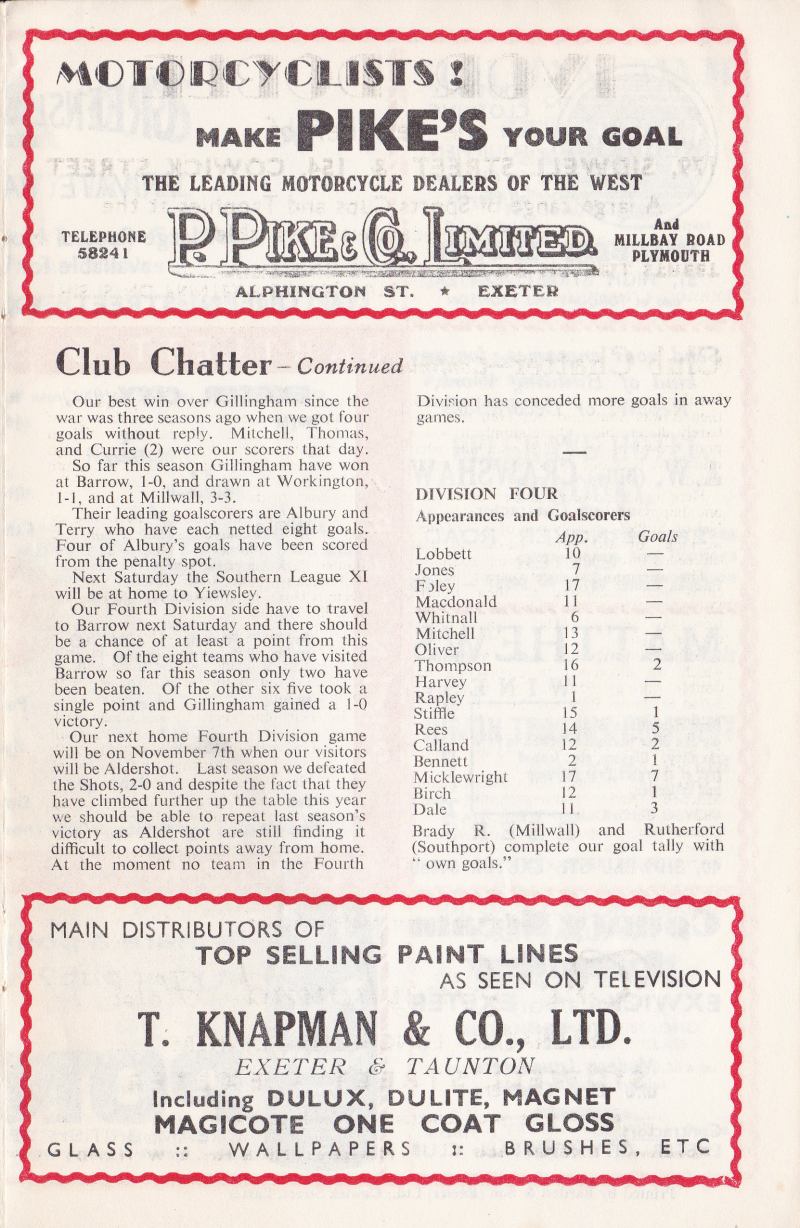 MOTORCYCLISTS!
MAKE PIKE'S YOUR GOAL
THE LEADING MOTORCYCLE DEALERS OF THE WEST
TELEPHONE
58241
P. PIKE & Co. LIMITED.
And
MILLBAY ROAD
PLYMOUTH
ALPHINGTON ST. ★ EXETER
Club Chatter – Continued
Our best win over Gillingham since the
war was three seasons ago when we got four
goals without reply. Mitchell, Thomas,
and Currie (2) were our scorers that day.
So far this season Gillingham have won
at Barrow, 1-0, and drawn at Workington,
1-1, and at Millwall, 3-3.
Their leading goalscorers are Albury and
Terry who have each netted eight goals.
Four of Albury's goals have been scored
from the penalty spot.
Next Saturday the Southern League XI
will be at home to Yiewsley.
Our Fourth Division side have to travel
to Barrow next Saturday and there should
be a chance of at least a point from this
game. Of the eight teams who have visited
Barrow so far this season only two have
been beaten. Of the other six five took a
single point and Gillingham gained a 1-0
victory.
Our next home Fourth Division game
will be on November 7th when our visitors
will be Aldershot. Last season we defeated
the Shots, 2-0 and despite the fact that they
have climbed further up the table this year
we should be able to repeat last season's
victory as Aldershot are still finding it
difficult to collect points away from home.
At the moment no team in the Fourth
Division has conceded more goals in away
games.
—
DIVISION FOUR
Appearances and Goalscorers
App. Goals
Lobbett 10 —
Jones 7 —
Foley 17 —
Macdonald 11 —
Whitnall 6 —
Mitchell 13 —
Oliver 12 —
Thompson 16 2
Harvey 11 —
Rapley 1 —
Stiffle 15 1
Rees 14 5
Calland 12 2
Bennett 2 1
Micklewright 17 7
Birch 12 1
Dale 11. 3
Brady R. (Millwall) and Rutherford
(Southport) complete our goal tally with
“ own goals.”
MAIN DISTRIBUTORS OF
TOP SELLING PAINT LINES
AS SEEN ON TELEVISION
T. KNAPMAN & CO., LTD.
EXETER & TAUNTON
Including DULUX, DULITE, MAGNET
MAGICOTE ONE COAT GLOSS
GLASS :: WALLPAPERS :: BRUSHES, ETC